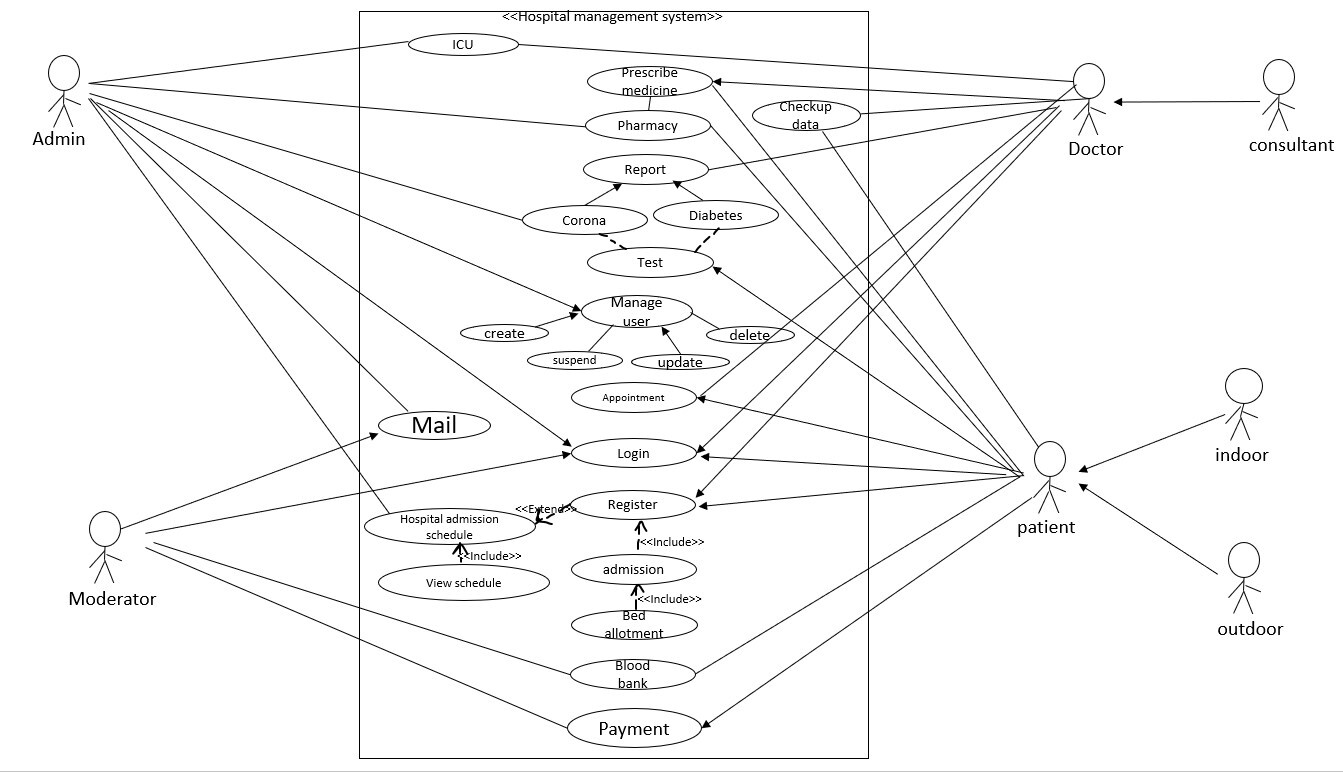 <<Hospital management system>>
ICU
Prescribe
medicine
Checkup
data
Pharmacy
Admin
Doctor
consultant
Report
Corona
Diabetes
Test
Manage
user
create
delete
suspend
update
Appointment
Mail
Login
indoor
<<Extend>>
Register
Hospital admission
schedule
patient
<<Include>>
<<Include>>
admission
View schedule
Moderator
<<Include>>
Bed
allotment
outdoor
Blood
bank
Payment